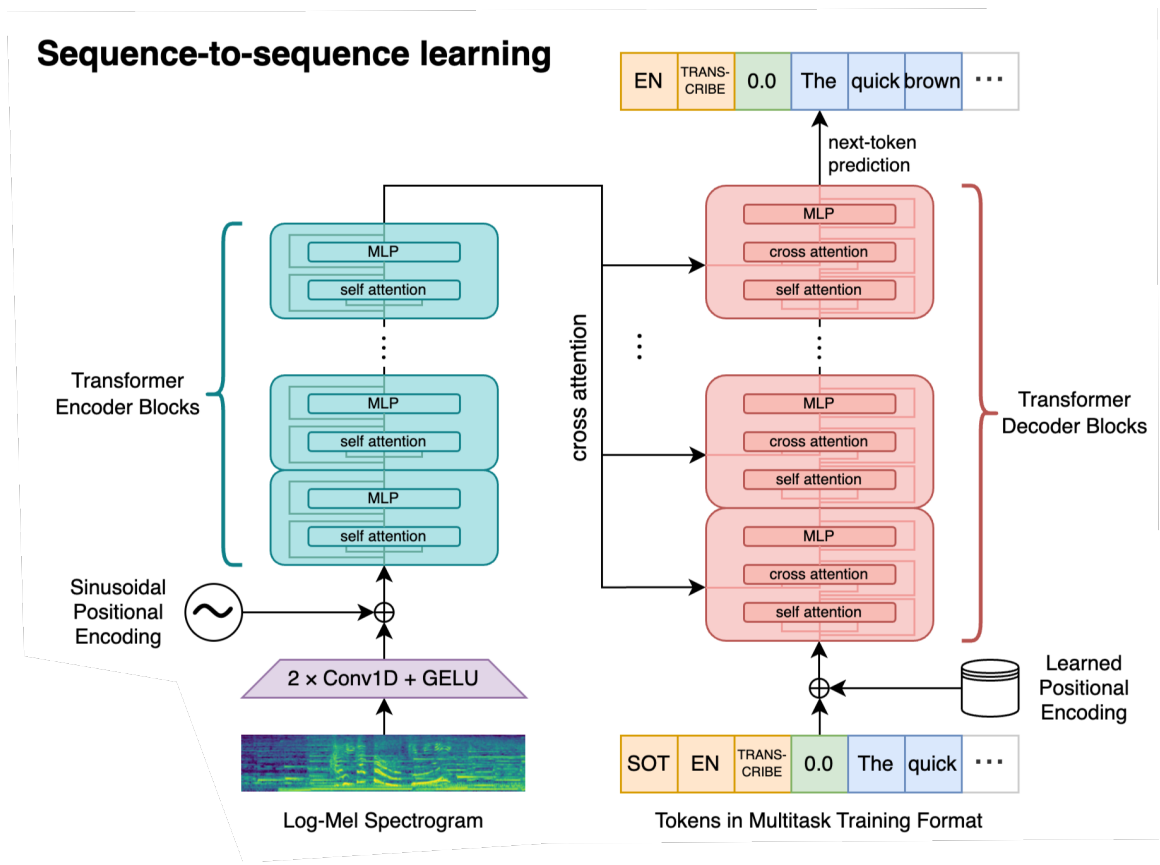 Sequence-to-sequence learning
EN TRANS-CRIBE 0.0 The quick brown ...
next-token
prediction
MLP
self attention
MLP
self attention
MLP
self attention
Transformer
Encoder Blocks
Sinusoidal
Positional
Encoding
2 × Conv1D + GELU
Log-Mel Spectrogram
cross attention
MLP
cross attention
self attention
MLP
cross attention
self attention
MLP
cross attention
self attention
Transformer
Decoder Blocks
Learned
Positional
Encoding
SOT EN TRANS-CRIBE 0.0 The quick ...
Tokens in Multitask Training Format